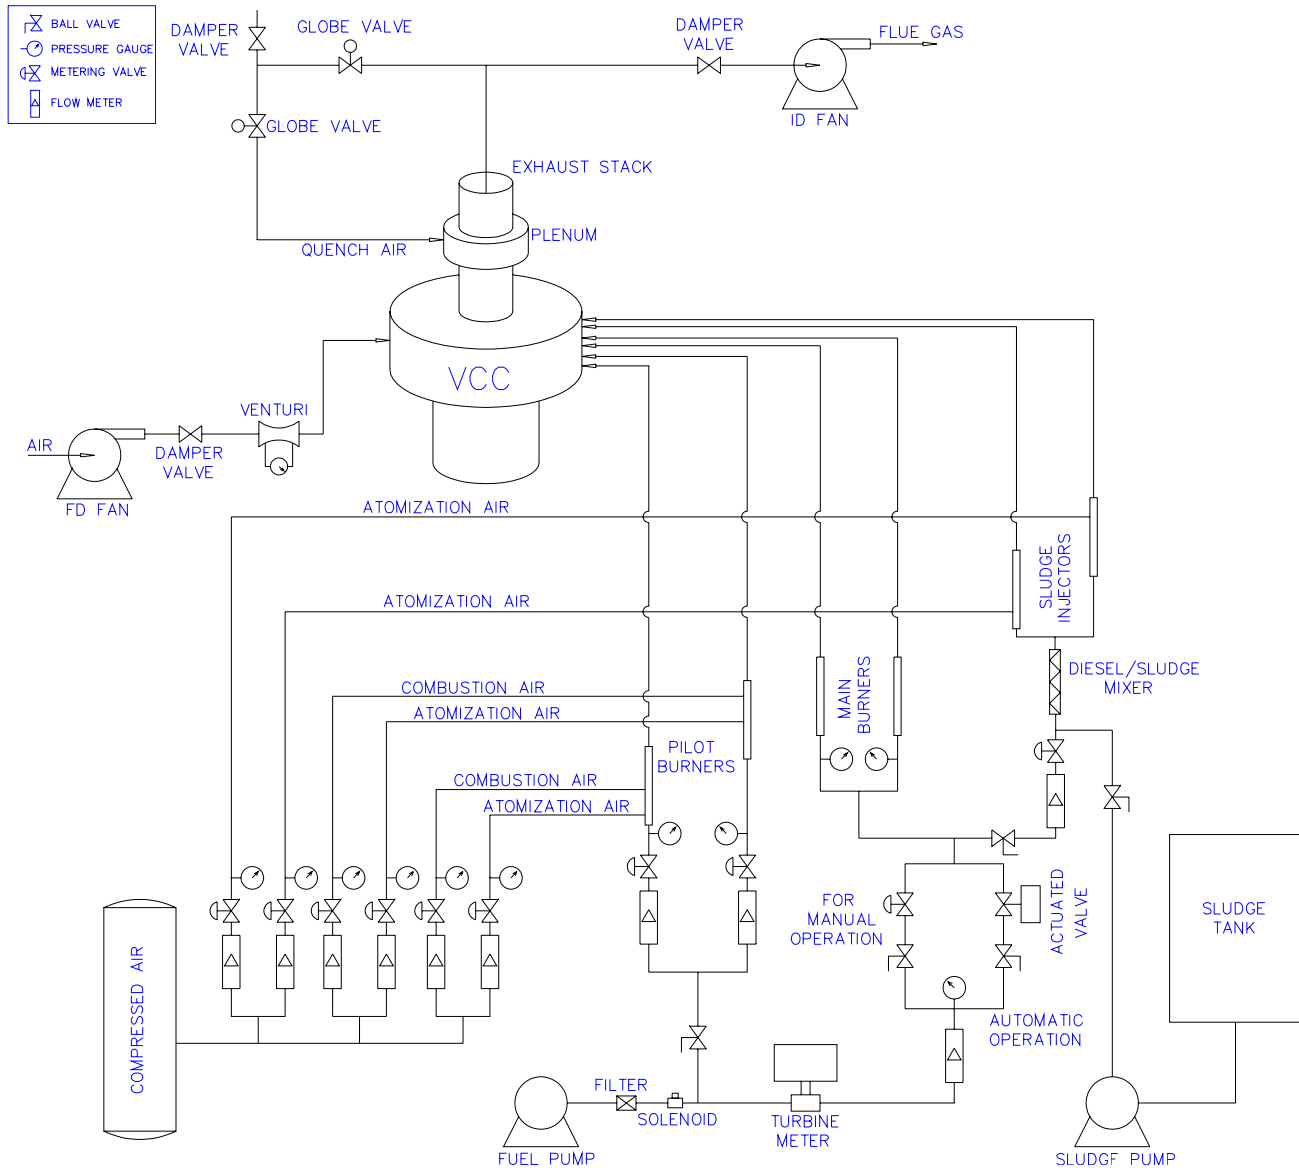 BALL VALVE
PRESSURE GAUGE
METERING VALVE
FLOW METER
DAMPER
VALVE
GLOBE VALVE
DAMPER
VALVE
FLUE GAS
GLOBE VALVE
ID FAN
EXHAUST STACK
PLENUM
QUENCH AIR
VCC
VENTURI
AIR
DAMPER
VALVE
FD FAN
ATOMIZATION AIR
SLUDGE
INJECTORS
ATOMIZATION AIR
DIESEL/SLUDGE
MIXER
COMBUSTION AIR
MAIN
BURNERS
ATOMIZATION AIR
PILOT
BURNERS
COMBUSTION AIR
ATOMIZATION AIR
FOR
MANUAL
OPERATION
ACTUATED
VALVE
SLUDGE
TANK
COMPRESSED AIR
AUTOMATIC
OPERATION
FILTER
SOLENOID
TURBINE
METER
FUEL PUMP
SLUDGF PUMP